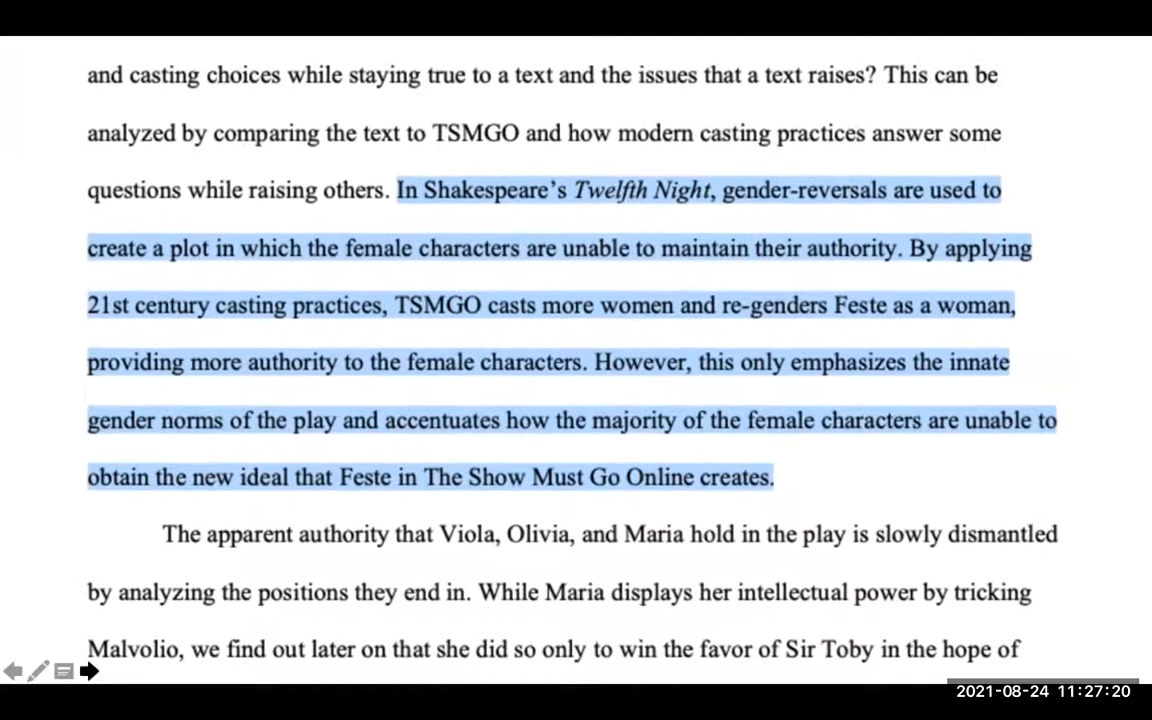 and casting choices while staying true to a text and the issues that a text raises? This can be
analyzed by comparing the text to TSMGO and how modern casting practices answer some
questions while raising others. In Shakespeare’s Twelfth Night, gender-reversals are used to
create a plot in which the female characters are unable to maintain their authority. By applying
21st century casting practices, TSMGO casts more women and re-genders Feste as a woman,
providing more authority to the female characters. However, this only emphasizes the innate
gender norms of the play and accentuates how the majority of the female characters are unable to
obtain the new ideal that Feste in The Show Must Go Online creates.
The apparent authority that Viola, Olivia, and Maria hold in the play is slowly dismantled
by analyzing the positions they end in. While Maria displays her intellectual power by tricking
Malvolio, we find out later on that she did so only to win the favor of Sir Toby in the hope of
2021-08-24 11:27:20